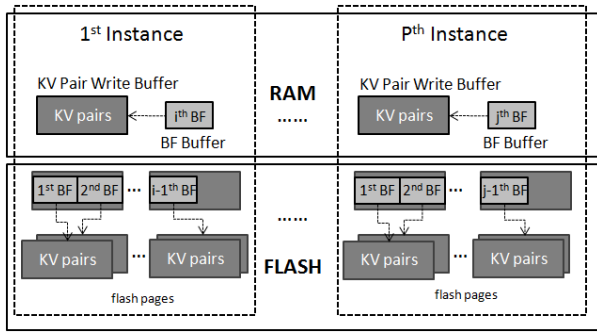 1st Instance
Pth Instance
KV Pair Write Buffer
KV Pair Write Buffer
RAM
KV pairs
ith BF
......
KV pairs
jth BF
BF Buffer
BF Buffer
1st BF
2nd BF
...
i-1th BF
......
1st BF
2nd BF
...
j-1th BF
KV pairs
...
KV pairs
FLASH
KV pairs
...
KV pairs
flash pages
flash pages